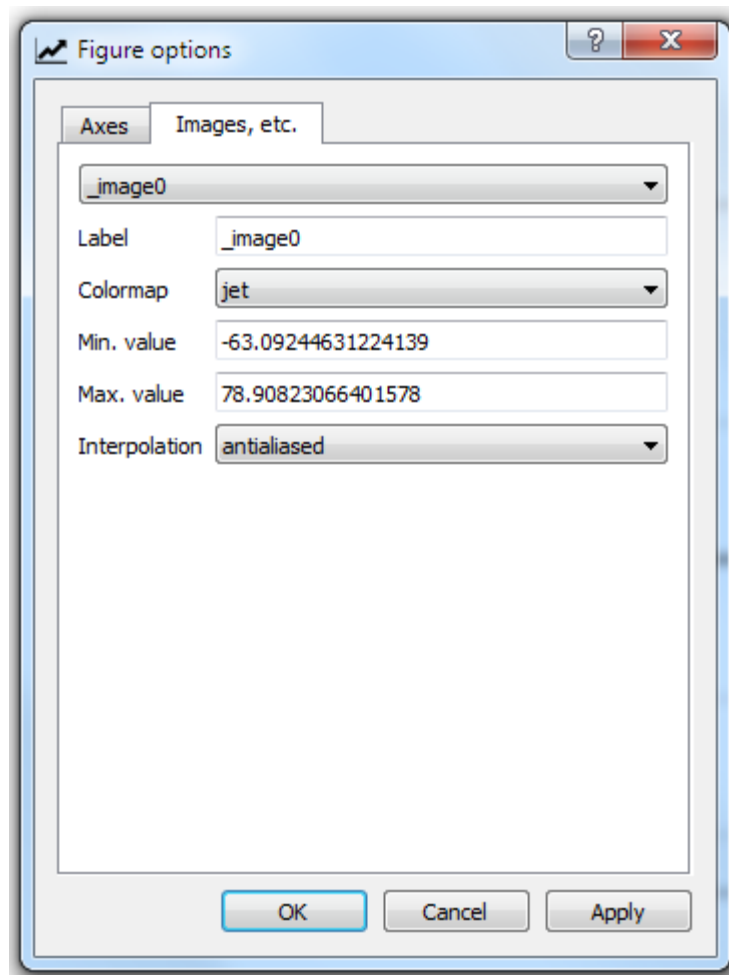 Figure options
Axes Images, etc.
_image0
Label _image0
Colormap jet
Min. value -63.09244631224139
Max. value 78.90823066401578
Interpolation antialiased
OK Cancel Apply